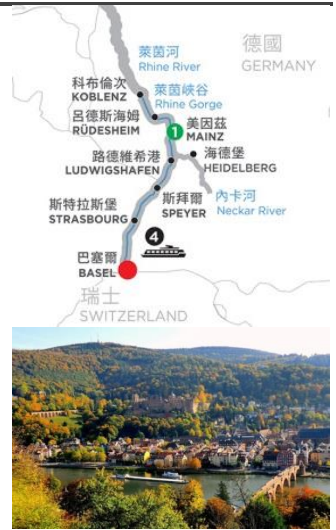 萊茵河
Rhine River
德國
GERMANY
科布倫次
KOBLENZ
萊茵峽谷
Rhine Gorge
呂德斯海姆
RÜDESHEIM
1
美因茲
MAINZ
路德維希港
LUDWIGSHAFEN
海德堡
HEIDELBERG
斯拜爾
SPEYER
內卡河
Neckar River
斯特拉斯堡
STRASBOURG
4
巴塞爾
BASEL
瑞士
SWITZERLAND